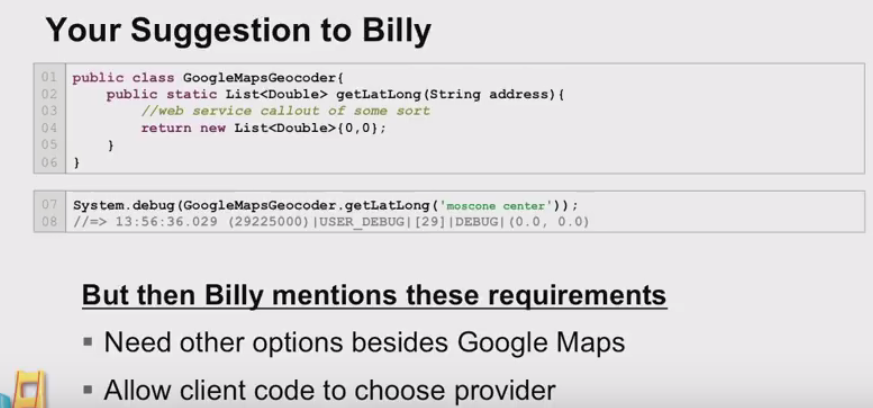 Your Suggestion to Billy
01 public class GoogleMapsGeocoder{
02 public static List<Double> getLatLong(String address){
03 //web service callout of some sort
04 return new List<Double>{0,0};
05 }
06 }
07 System.debug(GoogleMapsGeocoder.getLatLong('moscone center'));
08 //=> 13:56:36.029 (29225000)|USER_DEBUG|[29]|DEBUG|(0.0, 0.0)
But then Billy mentions these requirements
▪ Need other options besides Google Maps
▪ Allow client code to choose provider